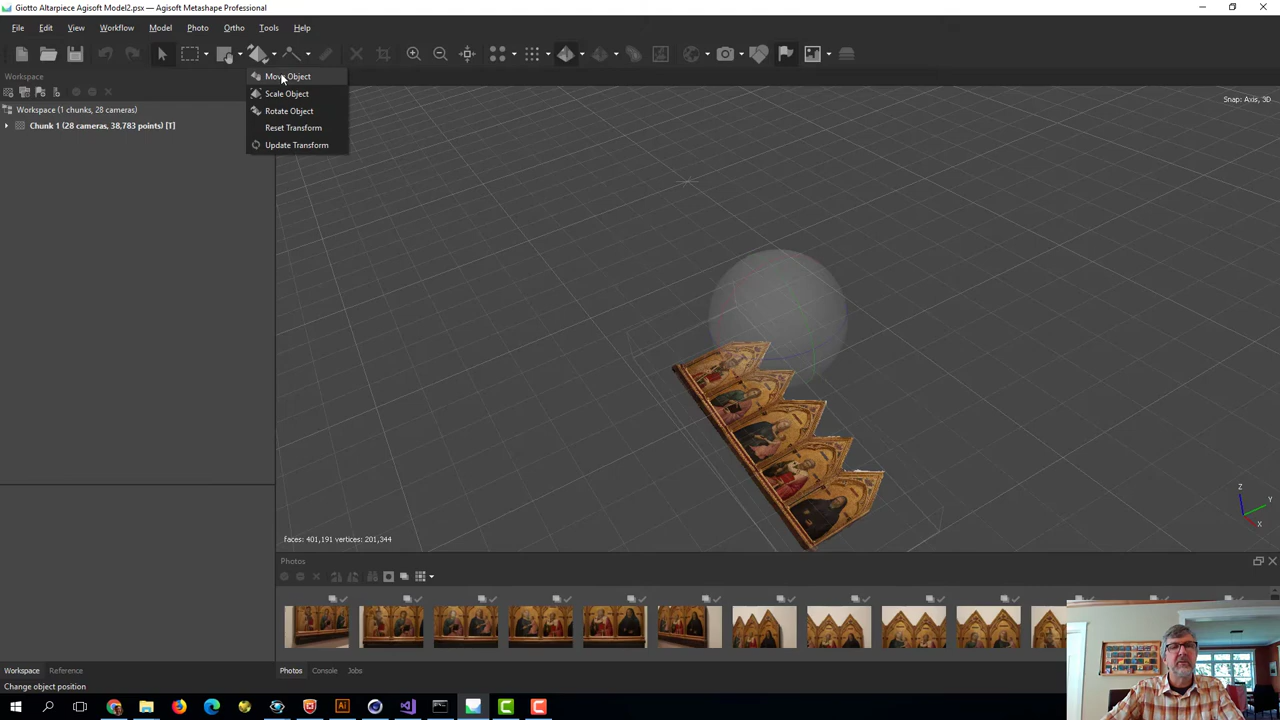 Giotto Altarpiece Agisoft Model2.psx — Agisoft Metashape Professional
File Edit View Workflow Model Photo Ortho Tools Help
Workspace
Move Object
Snap: Axis, 3D
Scale Object
Workspace (1 chunks, 28 cameras)
Rotate Object
Chunk 1 (28 cameras, 38,783 points) [T]
Reset Transform
Update Transform
Z
Y
X
faces: 401,191 vertices: 201,344
Photos
Workspace Reference
Photos Console Jobs
Change object position